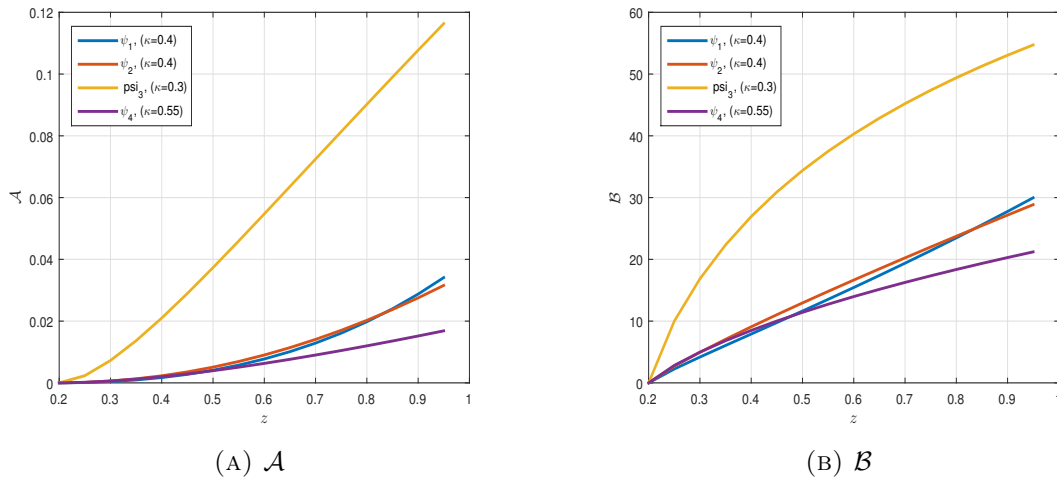 0.12
0.1
0.08
0.06
0.04
0.02
0
𝒜
ψ₁, (κ=0.4)
ψ₂, (κ=0.4)
psi₃, (κ=0.3)
ψ₄, (κ=0.55)
0.2 0.3 0.4 0.5 0.6 0.7 0.8 0.9 1
z
(A) 𝒜
60
50
40
30
20
10
0
ℬ
ψ₁, (κ=0.4)
ψ₂, (κ=0.4)
psi₃, (κ=0.3)
ψ₄, (κ=0.55)
0.2 0.3 0.4 0.5 0.6 0.7 0.8 0.9 1
z
(B) ℬ